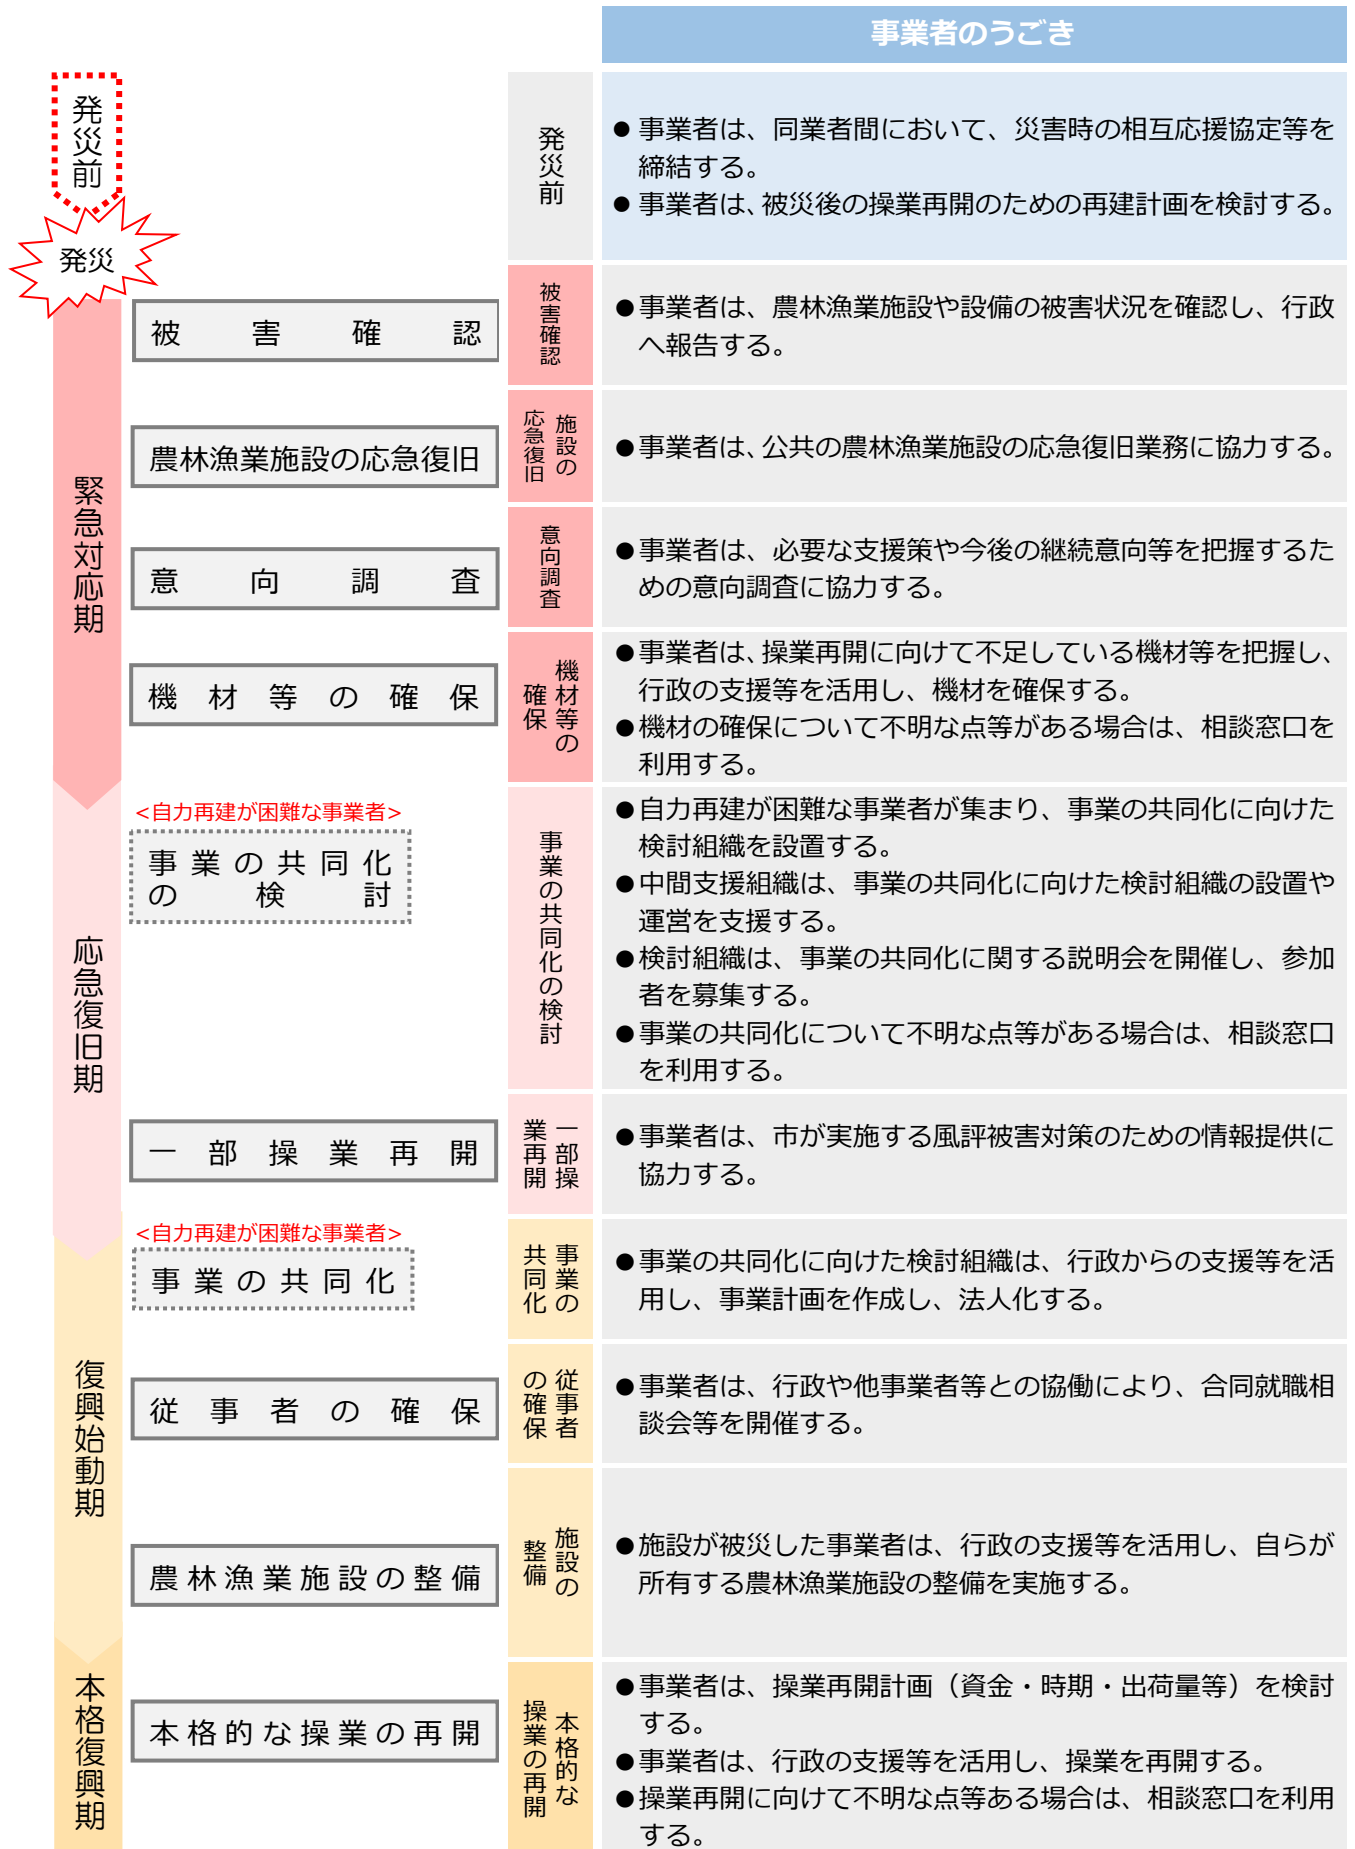 事業者のうごき
発災前
発災前
● 事業者は、同業者間において、災害時の相互応援協定等を
締結する。
● 事業者は、被災後の操業再開のための再建計画を検討する。
発災
被害確認
被害確認
●事業者は、農林漁業施設や設備の被害状況を確認し、行政
へ報告する。
緊急対応期
農林漁業施設の応急復旧
施設の
応急復旧
●事業者は、公共の農林漁業施設の応急復旧業務に協力する。
意向調査
意向調査
●事業者は、必要な支援策や今後の継続意向等を把握するた
めの意向調査に協力する。
機材等の確保
機材等の
確保
●事業者は、操業再開に向けて不足している機材等を把握し、
行政の支援等を活用し、機材を確保する。
●機材の確保について不明な点等がある場合は、相談窓口を
利用する。
応急復旧期
<自力再建が困難な事業者>
事業の共同化
の検討
事業の共同化の検討
●自力再建が困難な事業者が集まり、事業の共同化に向けた
検討組織を設置する。
●中間支援組織は、事業の共同化に向けた検討組織の設置や
運営を支援する。
●検討組織は、事業の共同化に関する説明会を開催し、参加
者を募集する。
●事業の共同化について不明な点等がある場合は、相談窓口
を利用する。
一部操業再開
一部操
業再開
●事業者は、市が実施する風評被害対策のための情報提供に
協力する。
復興始動期
<自力再建が困難な事業者>
事業の共同化
事業の
共同化
●事業の共同化に向けた検討組織は、行政からの支援等を活
用し、事業計画を作成し、法人化する。
従事者の確保
従事者
の確保
●事業者は、行政や他事業者等との協働により、合同就職相
談会等を開催する。
農林漁業施設の整備
施設の
整備
●施設が被災した事業者は、行政の支援等を活用し、自らが
所有する農林漁業施設の整備を実施する。
本格復興期
本格的な操業の再開
本格的な
操業の再開
●事業者は、操業再開計画（資金・時期・出荷量等）を検討
する。
●事業者は、行政の支援等を活用し、操業を再開する。
●操業再開に向けて不明な点等ある場合は、相談窓口を利用
する。